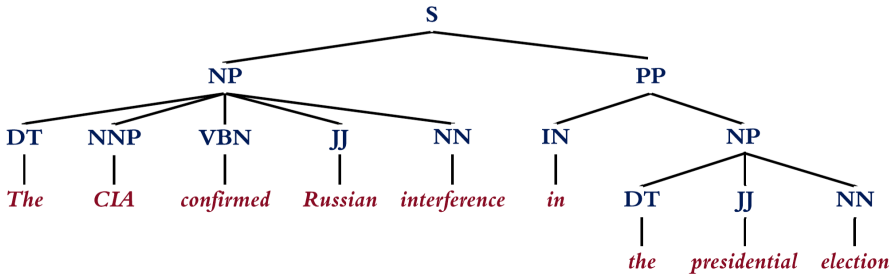 S
NP PP
DT NNP VBN JJ NN IN NP
The CIA confirmed Russian interference in DT JJ NN
the presidential election